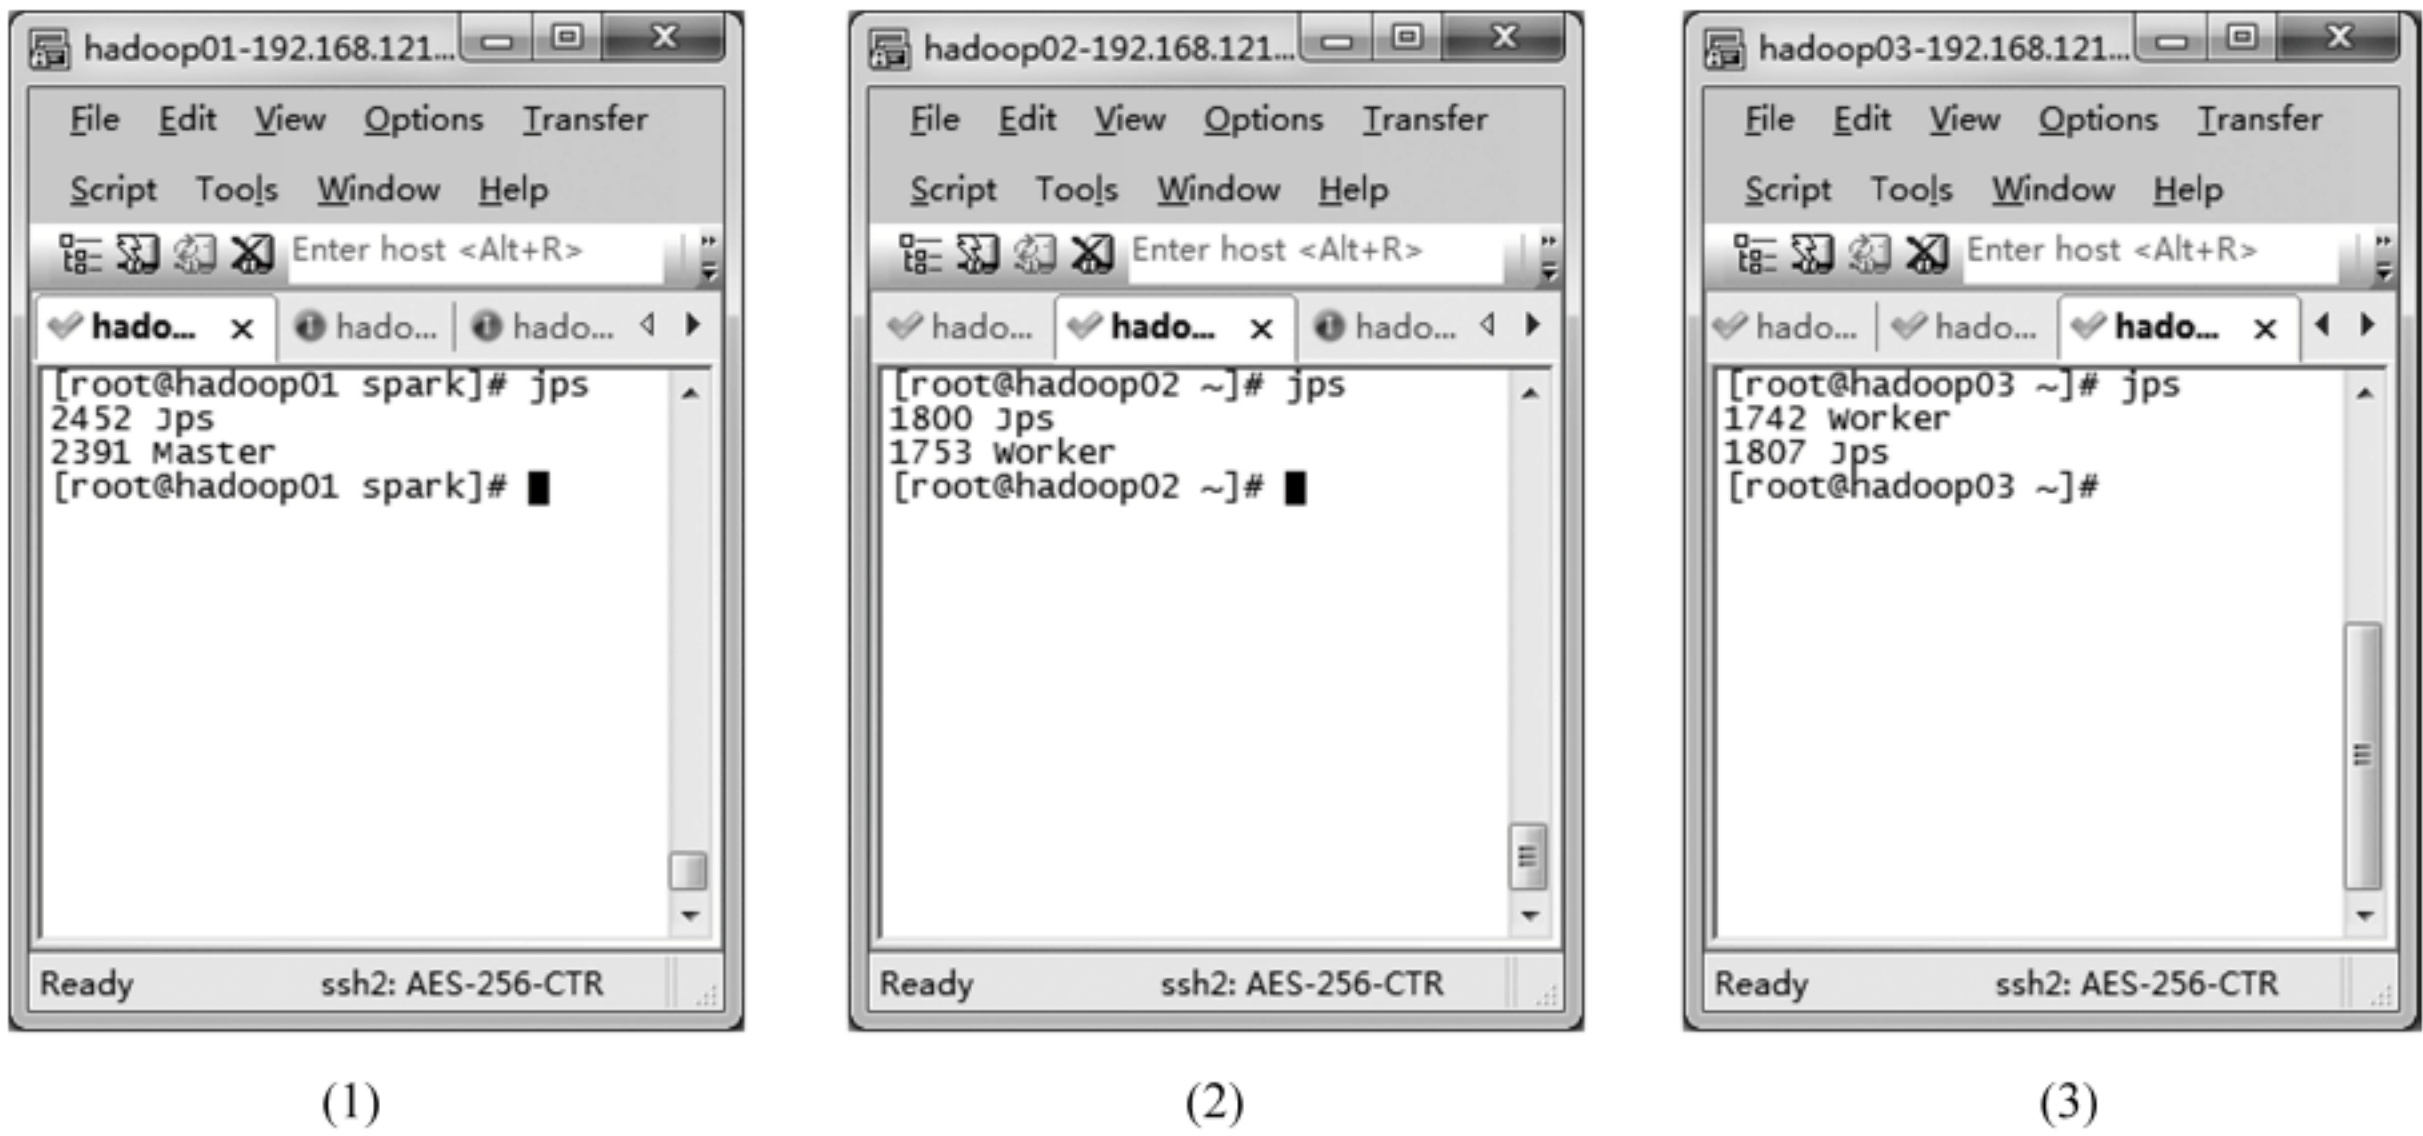 hadoop01-192.168.121...
File Edit View Options Transfer
Script Tools Window Help
Enter host <Alt+R>
hado... hado... hado...
[root@hadoop01 spark]# jps
2452 Jps
2391 Master
[root@hadoop01 spark]#
Ready ssh2: AES-256-CTR
(1)
hadoop02-192.168.121...
File Edit View Options Transfer
Script Tools Window Help
Enter host <Alt+R>
hado... hado... hado...
[root@hadoop02 ~]# jps
1800 Jps
1753 Worker
[root@hadoop02 ~]#
Ready ssh2: AES-256-CTR
(2)
hadoop03-192.168.121...
File Edit View Options Transfer
Script Tools Window Help
Enter host <Alt+R>
hado... hado... hado...
[root@hadoop03 ~]# jps
1742 Worker
1807 Jps
[root@hadoop03 ~]#
Ready ssh2: AES-256-CTR
(3)